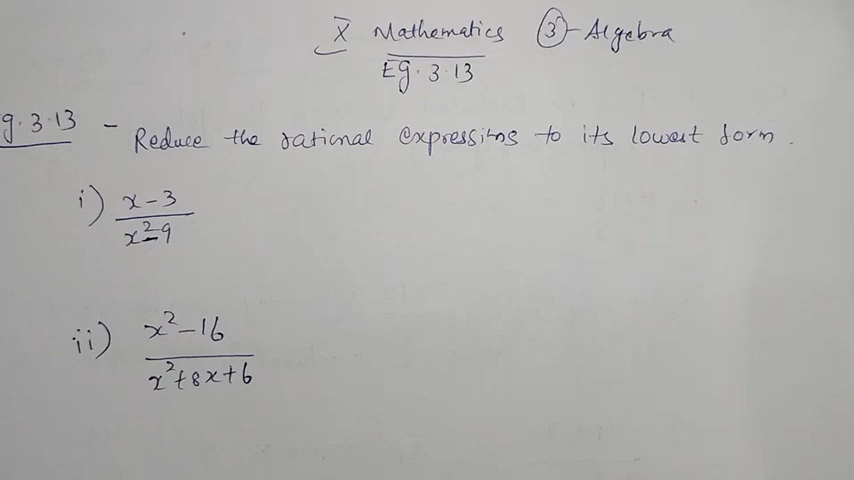 X Mathematics ③-Algebra
Eg. 3.13
g. 3.13 - Reduce the rational expressions to its lowest form.
i) x-3
x²-9
ii) x²-16
x²+8x+6